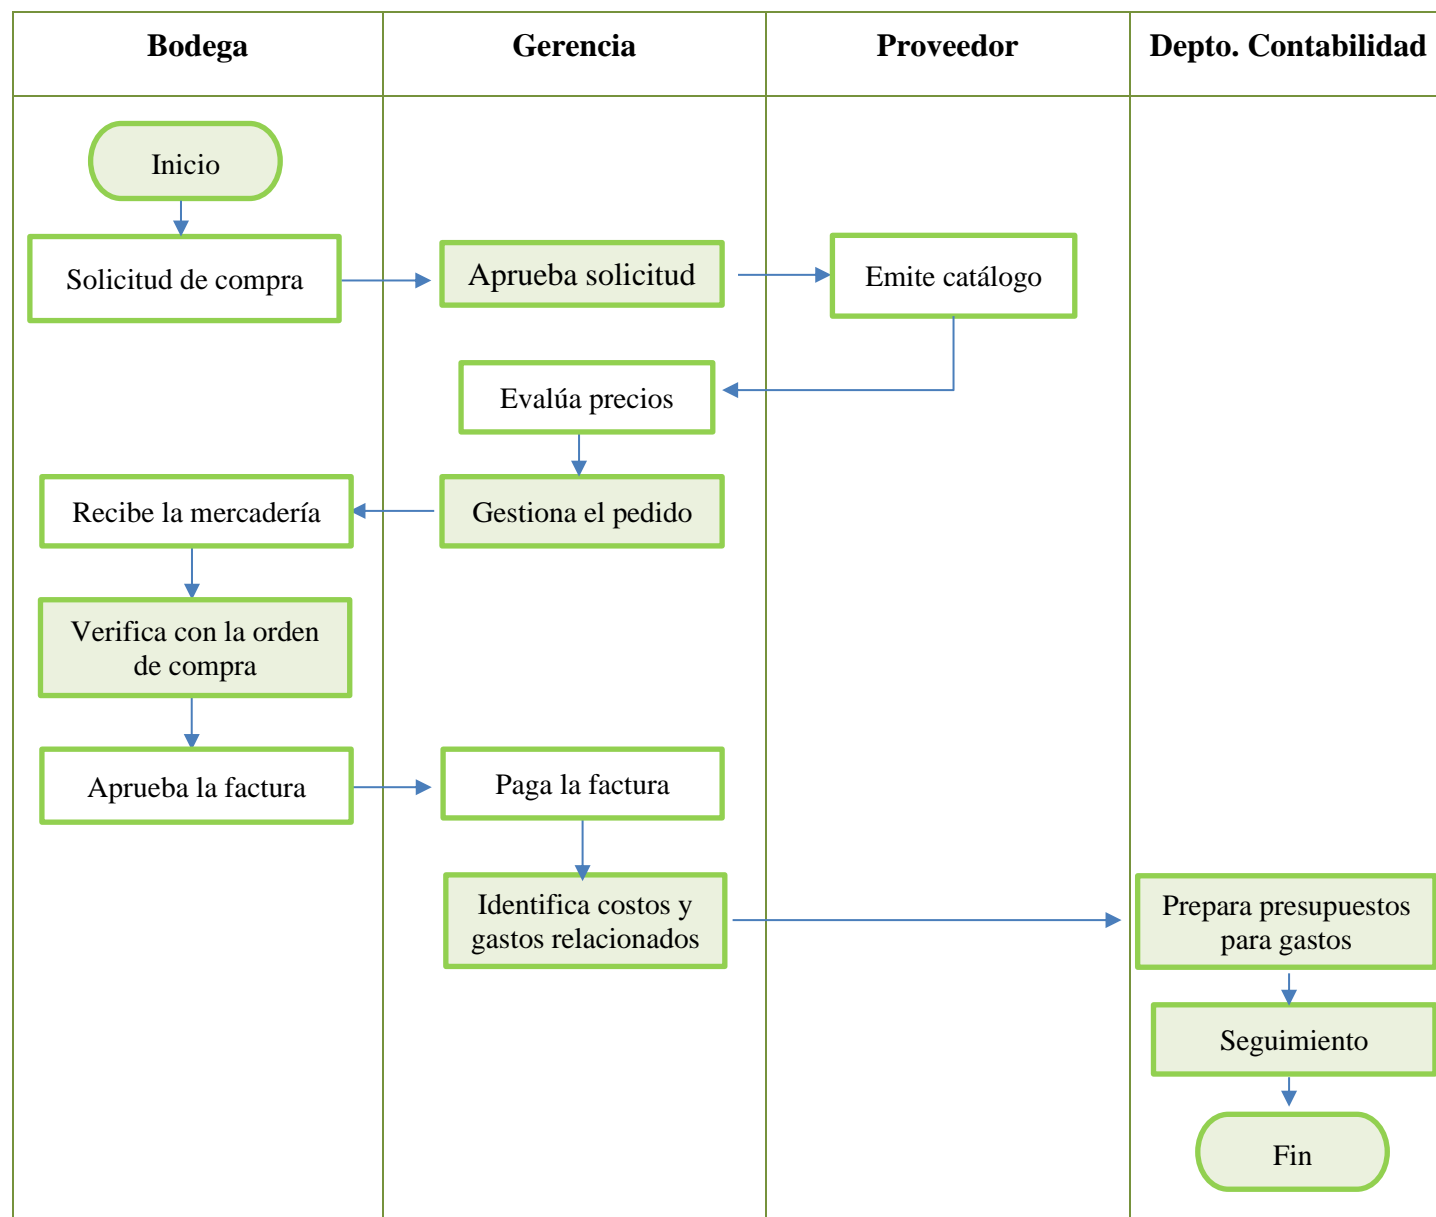 Bodega
Gerencia
Proveedor
Depto. Contabilidad
Inicio
Solicitud de compra
Aprueba solicitud
Emite catálogo
Evalúa precios
Recibe la mercadería
Gestiona el pedido
Verifica con la orden
de compra
Aprueba la factura
Paga la factura
Identifica costos y
gastos relacionados
Prepara presupuestos
para gastos
Seguimiento
Fin